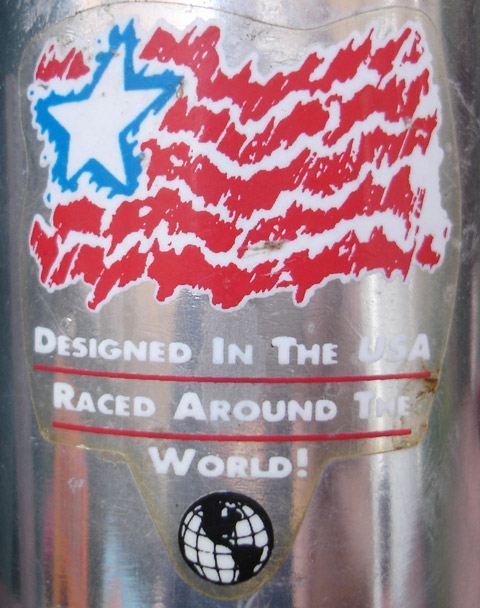 DESIGNED IN THE USA
RACED AROUND THE
WORLD!